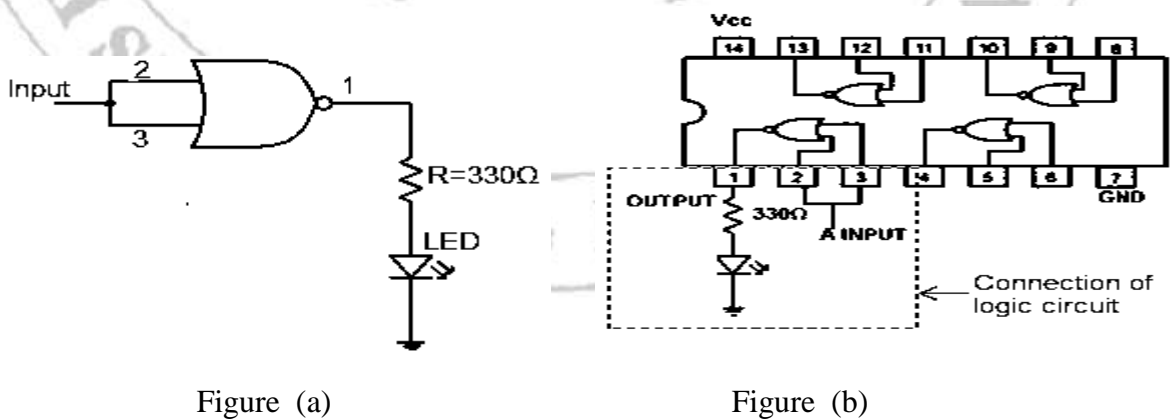 Vcc
14 13 12 11 10 9 8
Input
2
3
1
R=330Ω
LED
1 2 3 4 5 6 7
OUTPUT
330Ω
A INPUT
GND
Connection of
logic circuit
Figure (a)
Figure (b)